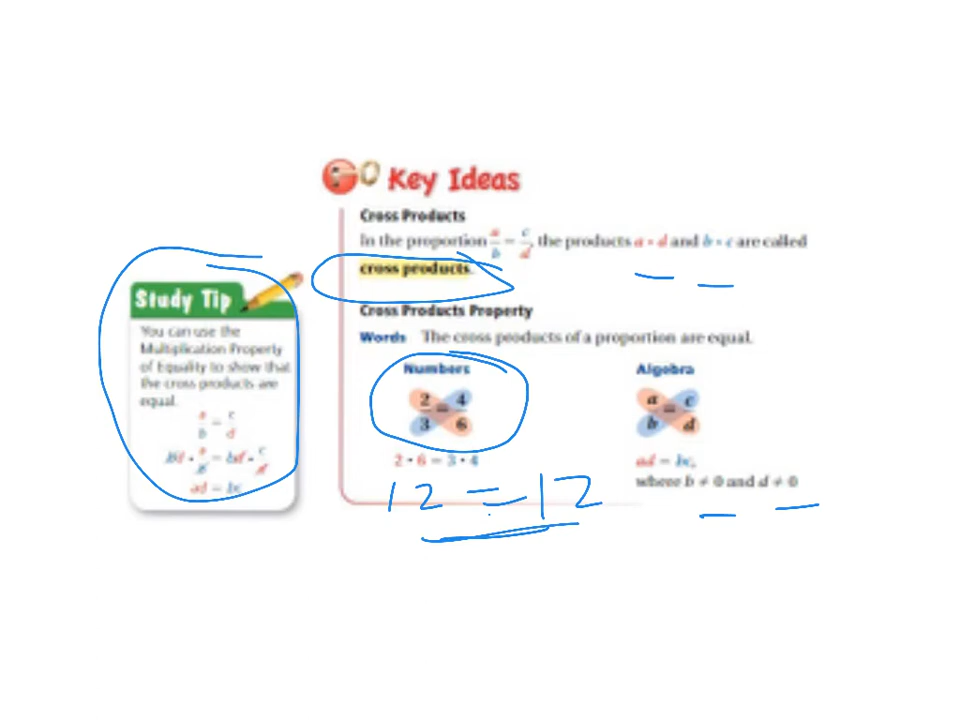 Key Ideas
Cross Products
In the proportion a/b = c/d, the products a • d and b • c are called
cross products.
Cross Products Property
Words The cross products of a proportion are equal.
Numbers Algebra
2/3 = 4/6 a/b = c/d
2 • 6 = 3 • 4 ad = bc,
where b ≠ 0 and d ≠ 0
12 = 12
Study Tip
You can use the
Multiplication Property
of Equality to show that
the cross products are
equal.
a/b = c/d
bd • a/b = bd • c/d
ad = bc